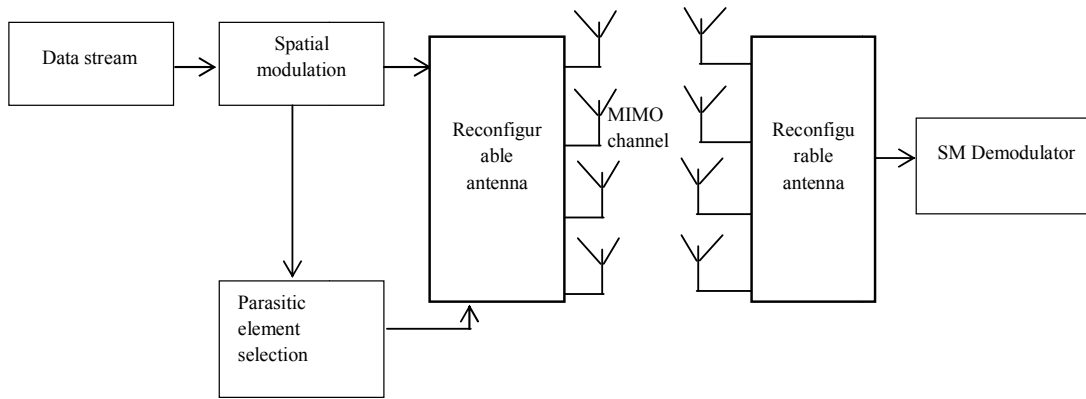 Data stream
Spatial
modulation
Reconfigur
able
antenna
MIMO
channel
Reconfigu
rable
antenna
SM Demodulator
Parasitic
element
selection